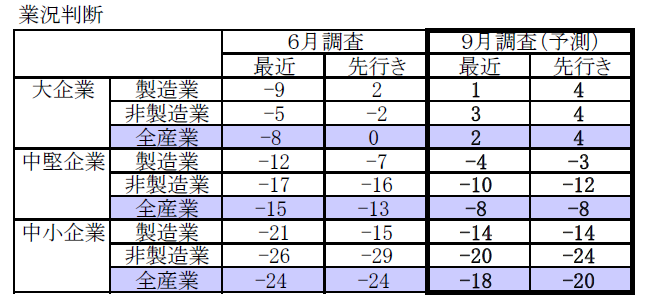 業況判断
6月調査 9月調査(予測)
最近 先行き 最近 先行き
大企業 製造業 -9 2 1 4
非製造業 -5 -2 3 4
全産業 -8 0 2 4
中堅企業 製造業 -12 -7 -4 -3
非製造業 -17 -16 -10 -12
全産業 -15 -13 -8 -8
中小企業 製造業 -21 -15 -14 -14
非製造業 -26 -29 -20 -24
全産業 -24 -24 -18 -20